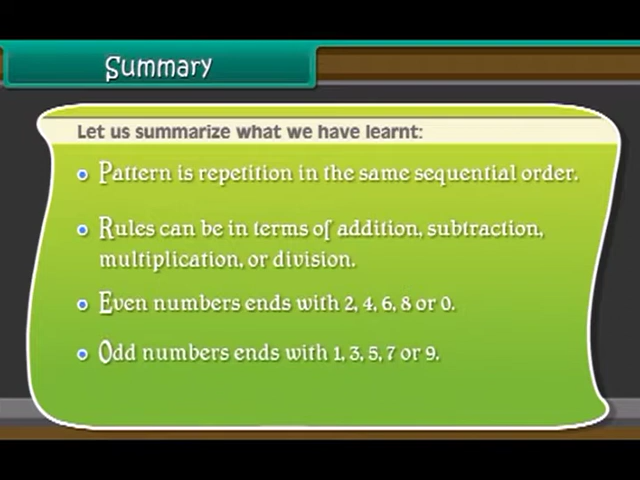 Summary
Let us summarize what we have learnt:
Pattern is repetition in the same sequential order.
Rules can be in terms of addition, subtraction,
multiplication, or division.
Even numbers ends with 2, 4, 6, 8 or 0.
Odd numbers ends with 1, 3, 5, 7 or 9.